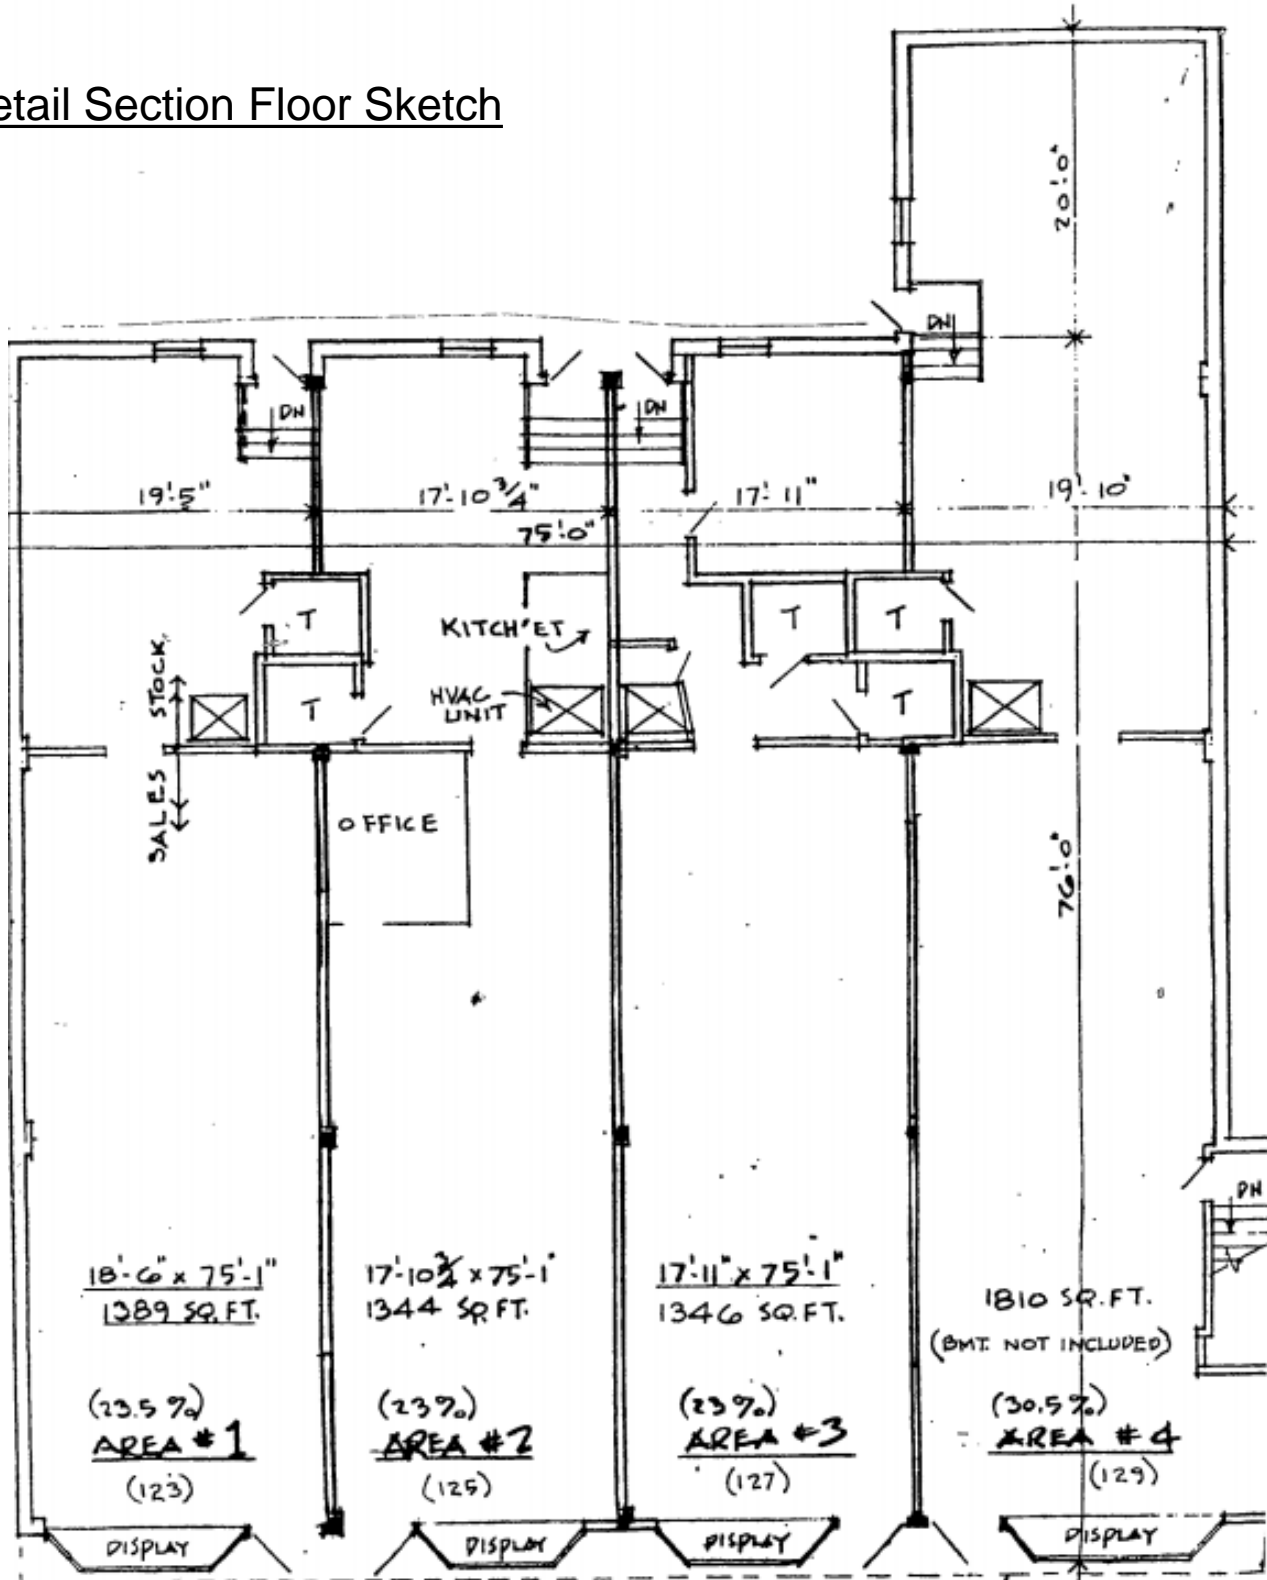 etail Section Floor Sketch
20'-0"
DN
DN
DN
19'-5"
17'-10 3/4"
17'-11"
19'-10"
75'-0"
T
T
T
KITCH'ET
STOCK
HVAC
UNIT
T
T
SALES
OFFICE
76'-0"
DN
18'-6" x 75'-1"
1389 SQ.FT.
17'-10 3/4 x 75'-1"
1344 SQ.FT.
17'-11" x 75'-1"
1346 SQ.FT.
1810 SQ.FT.
(BMT. NOT INCLUDED)
(23.5%)
AREA #1
(123)
(23%)
AREA #2
(125)
(23%)
AREA #3
(127)
(30.5%)
AREA #4
(129)
DISPLAY
DISPLAY
DISPLAY
DISPLAY